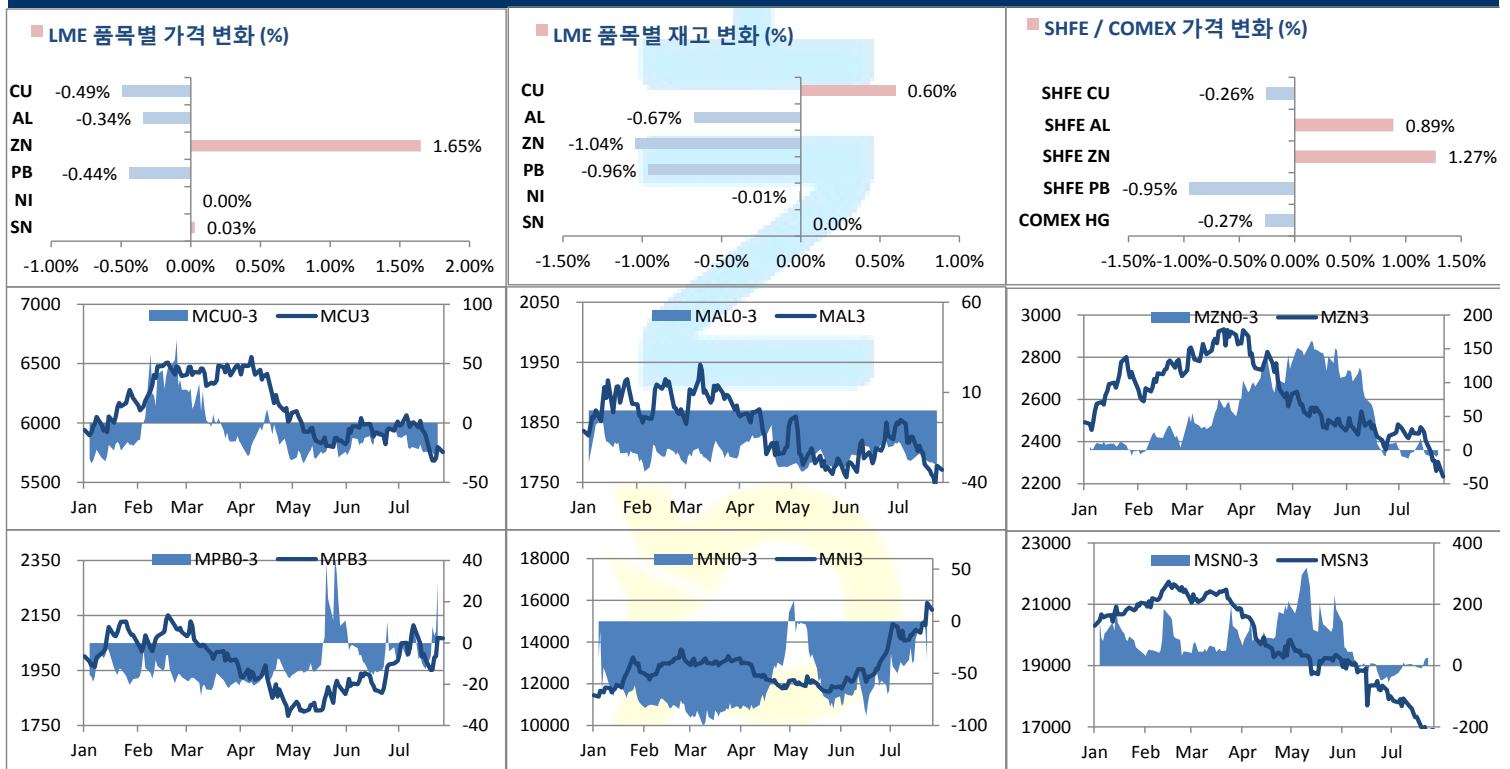 LME 품목별 가격 변화 (%)
CU -0.49%
AL -0.34%
ZN 1.65%
PB -0.44%
NI 0.00%
SN 0.03%
-1.00% -0.50% 0.00% 0.50% 1.00% 1.50% 2.00%
LME 품목별 재고 변화 (%)
CU 0.60%
AL -0.67%
ZN -1.04%
PB -0.96%
NI -0.01%
SN 0.00%
-1.50% -1.00% -0.50% 0.00% 0.50% 1.00%
SHFE / COMEX 가격 변화 (%)
SHFE CU -0.26%
SHFE AL 0.89%
SHFE ZN 1.27%
SHFE PB -0.95%
COMEX HG -0.27%
-1.50% -1.00% -0.50% 0.00% 0.50% 1.00% 1.50%
MCU0-3 MCU3
7000 100
6500 50
6000 0
5500 -50
Jan Feb Mar Apr May Jun Jul
MAL0-3 MAL3
2050 60
1950
1850 10
1750 -40
Jan Feb Mar Apr May Jun Jul
MZN0-3 MZN3
3000 200
2800 150
2600 100
2400 50
2200 0
-50
Jan Feb Mar Apr May Jun Jul
MPB0-3 MPB3
2350 40
2150 20
1950 0
1750 -20
-40
Jan Feb Mar Apr May Jun Jul
MNI0-3 MNI3
18000 50
16000 0
14000 -50
12000 -100
10000
Jan Feb Mar Apr May Jun Jul
MSN0-3 MSN3
23000 400
21000 200
19000 0
17000 -200
Jan Feb Mar Apr May Jun Jul